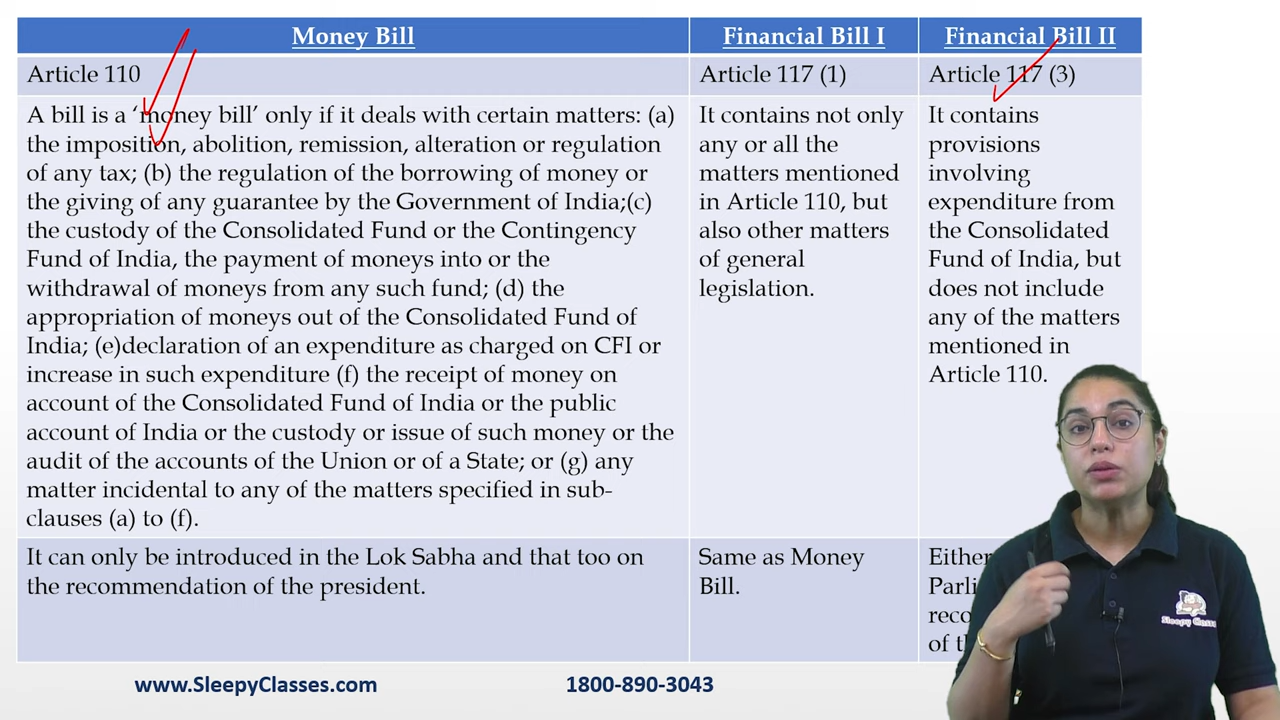 Money Bill
Financial Bill I
Financial Bill II
Article 110
Article 117 (1)
Article 117 (3)
A bill is a ‘money bill’ only if it deals with certain matters: (a)
the imposition, abolition, remission, alteration or regulation
of any tax; (b) the regulation of the borrowing of money or
the giving of any guarantee by the Government of India;(c)
the custody of the Consolidated Fund or the Contingency
Fund of India, the payment of moneys into or the
withdrawal of moneys from any such fund; (d) the
appropriation of moneys out of the Consolidated Fund of
India; (e)declaration of an expenditure as charged on CFI or
increase in such expenditure (f) the receipt of money on
account of the Consolidated Fund of India or the public
account of India or the custody or issue of such money or the
audit of the accounts of the Union or of a State; or (g) any
matter incidental to any of the matters specified in sub-
clauses (a) to (f).
It contains not only
any or all the
matters mentioned
in Article 110, but
also other matters
of general
legislation.
It contains
provisions
involving
expenditure from
the Consolidated
Fund of India, but
does not include
any of the matters
mentioned in
Article 110.
It can only be introduced in the Lok Sabha and that too on
the recommendation of the president.
Same as Money
Bill.
Either
of
Sleepy Classes
www.SleepyClasses.com
1800-890-3043